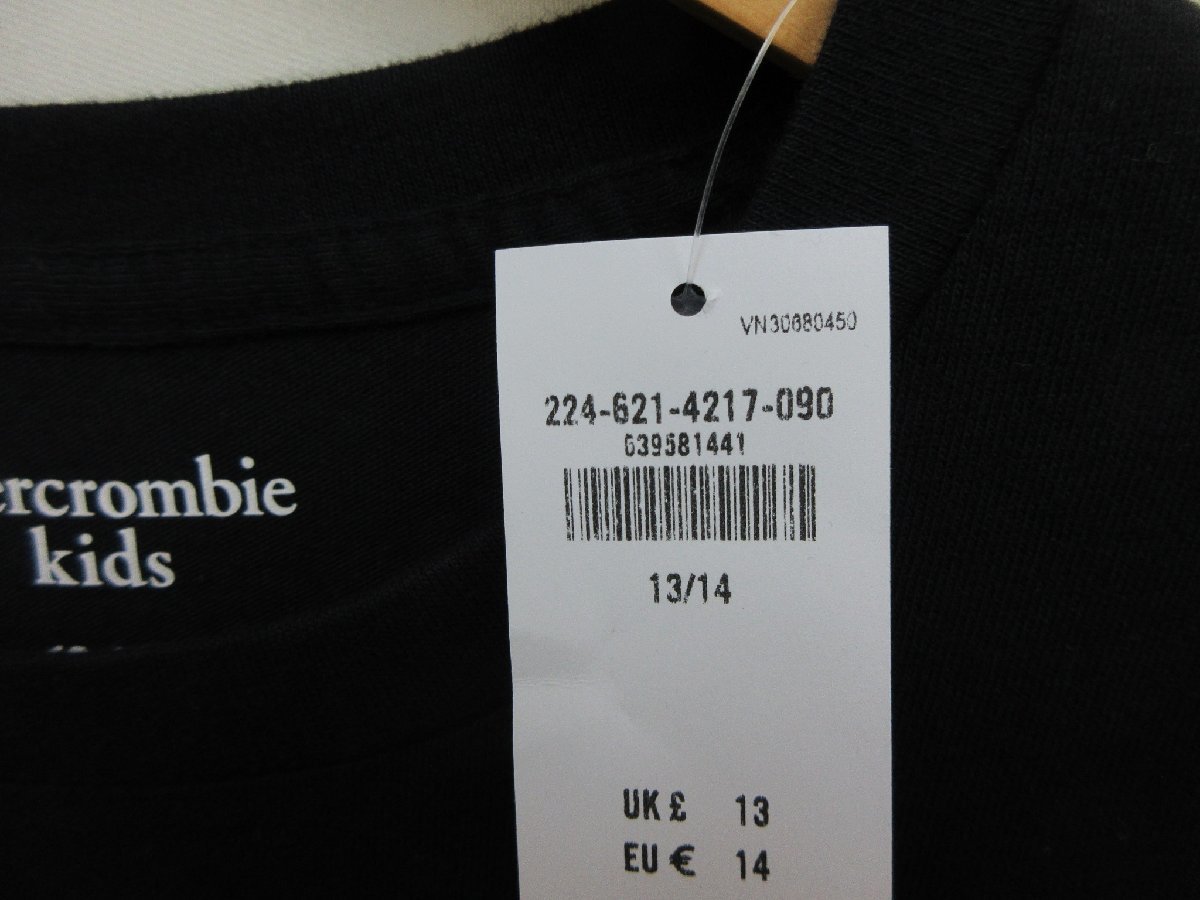 ercrombie
kids
VN30680450
224-621-4217-090
639581441
13/14
UK £ 13
EU € 14